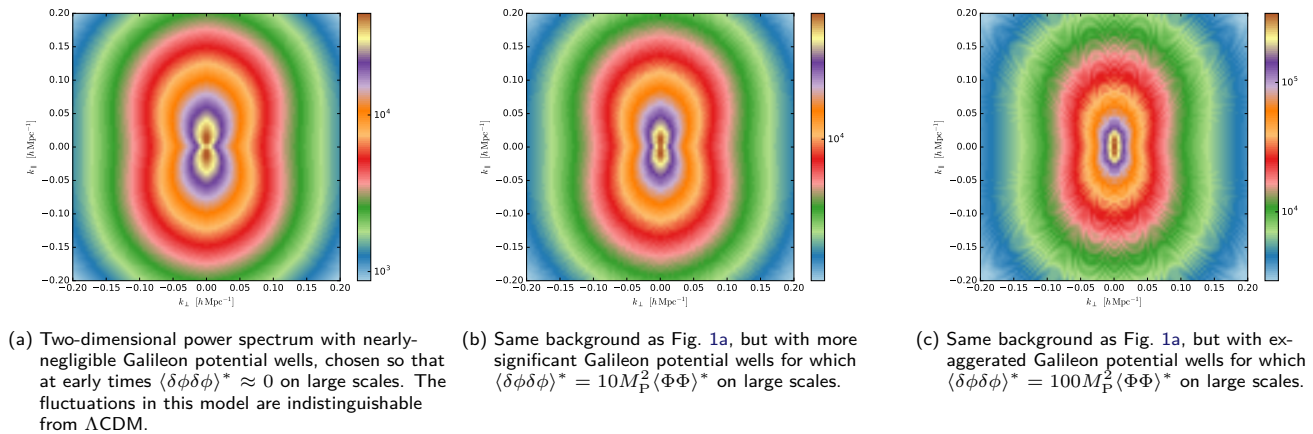 0.20
0.15
0.10
0.05
0.00
−0.05
−0.10
−0.15
−0.20
k∥ [h Mpc⁻¹]
−0.20 −0.15 −0.10 −0.05 0.00 0.05 0.10 0.15 0.20
k⊥ [h Mpc⁻¹]
10⁴
10³
0.20
0.15
0.10
0.05
0.00
−0.05
−0.10
−0.15
−0.20
k∥ [h Mpc⁻¹]
−0.20 −0.15 −0.10 −0.05 0.00 0.05 0.10 0.15 0.20
k⊥ [h Mpc⁻¹]
10⁴
0.20
0.15
0.10
0.05
0.00
−0.05
−0.10
−0.15
−0.20
k∥ [h Mpc⁻¹]
−0.20 −0.15 −0.10 −0.05 0.00 0.05 0.10 0.15 0.20
k⊥ [h Mpc⁻¹]
10⁵
10⁴
(a) Two-dimensional power spectrum with nearly-
negligible Galileon potential wells, chosen so that
at early times ⟨δϕδϕ⟩* ≈ 0 on large scales. The
fluctuations in this model are indistinguishable
from ΛCDM.
(b) Same background as Fig. 1a, but with more
significant Galileon potential wells for which
⟨δϕδϕ⟩* = 10M_P²⟨ΦΦ⟩* on large scales.
(c) Same background as Fig. 1a, but with ex-
aggerated Galileon potential wells for which
⟨δϕδϕ⟩* = 100M_P²⟨ΦΦ⟩* on large scales.